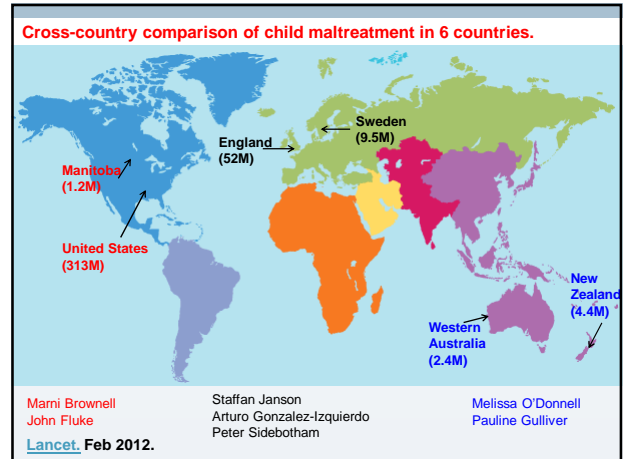 Cross-country comparison of child maltreatment in 6 countries.
Sweden
(9.5M)
England
(52M)
Manitoba
(1.2M)
United States
(313M)
New
Zealand
(4.4M)
Western
Australia
(2.4M)
Marni Brownell
John Fluke
Staffan Janson
Arturo Gonzalez-Izquierdo
Peter Sidebotham
Melissa O'Donnell
Pauline Gulliver
Lancet. Feb 2012.